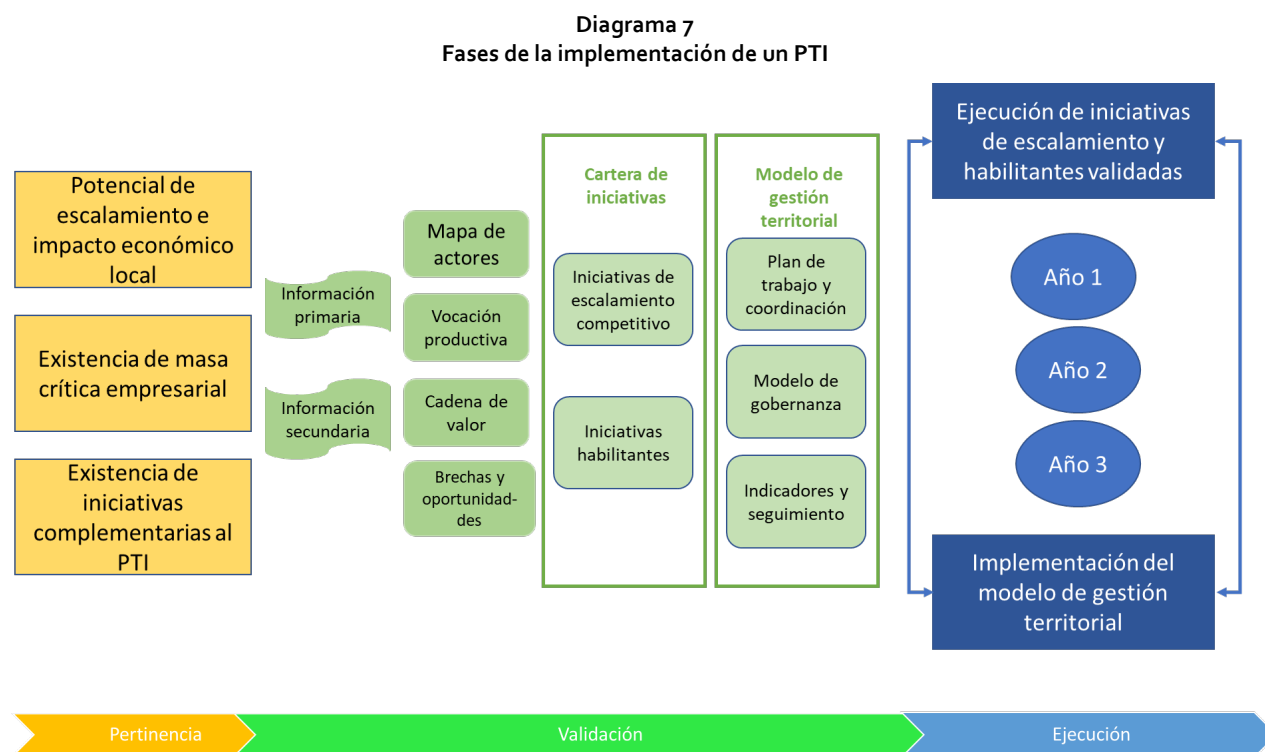 Diagrama 7
Fases de la implementación de un PTI
Potencial de
escalamiento e
impacto económico
local
Existencia de masa
crítica empresarial
Existencia de
iniciativas
complementarias al
PTI
Información
primaria
Información
secundaria
Mapa de
actores
Vocación
productiva
Cadena de
valor
Brechas y
oportunidad-
des
Cartera de
iniciativas
Iniciativas de
escalamiento
competitivo
Iniciativas
habilitantes
Modelo de
gestión
territorial
Plan de
trabajo y
coordinación
Modelo de
gobernanza
Indicadores y
seguimiento
Ejecución de iniciativas
de escalamiento y
habilitantes validadas
Año 1
Año 2
Año 3
Implementación del
modelo de gestión
territorial
Pertinencia
Validación
Ejecución